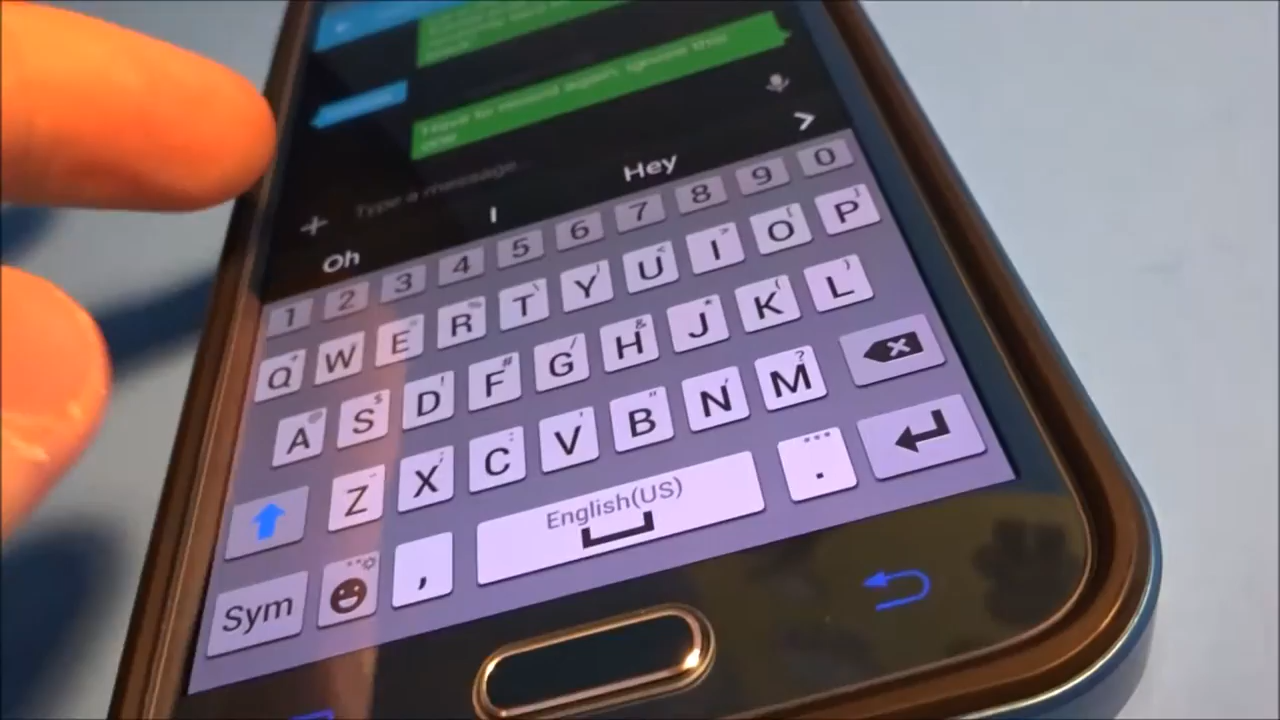 Type a message...
Oh I Hey
1 2 3 4 5 6 7 8 9 0
Q W E R T Y U I O P
A S D F G H J K L
Z X C V B N M
Sym , English(US) .